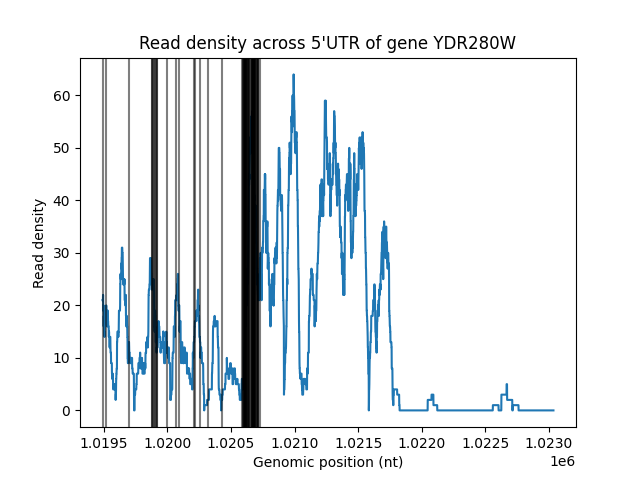 Read density across 5'UTR of gene YDR280W
60
50
40
30
20
10
0
Read density
1.0195 1.0200 1.0205 1.0210 1.0215 1.0220 1.0225 1.0230
1e6
Genomic position (nt)